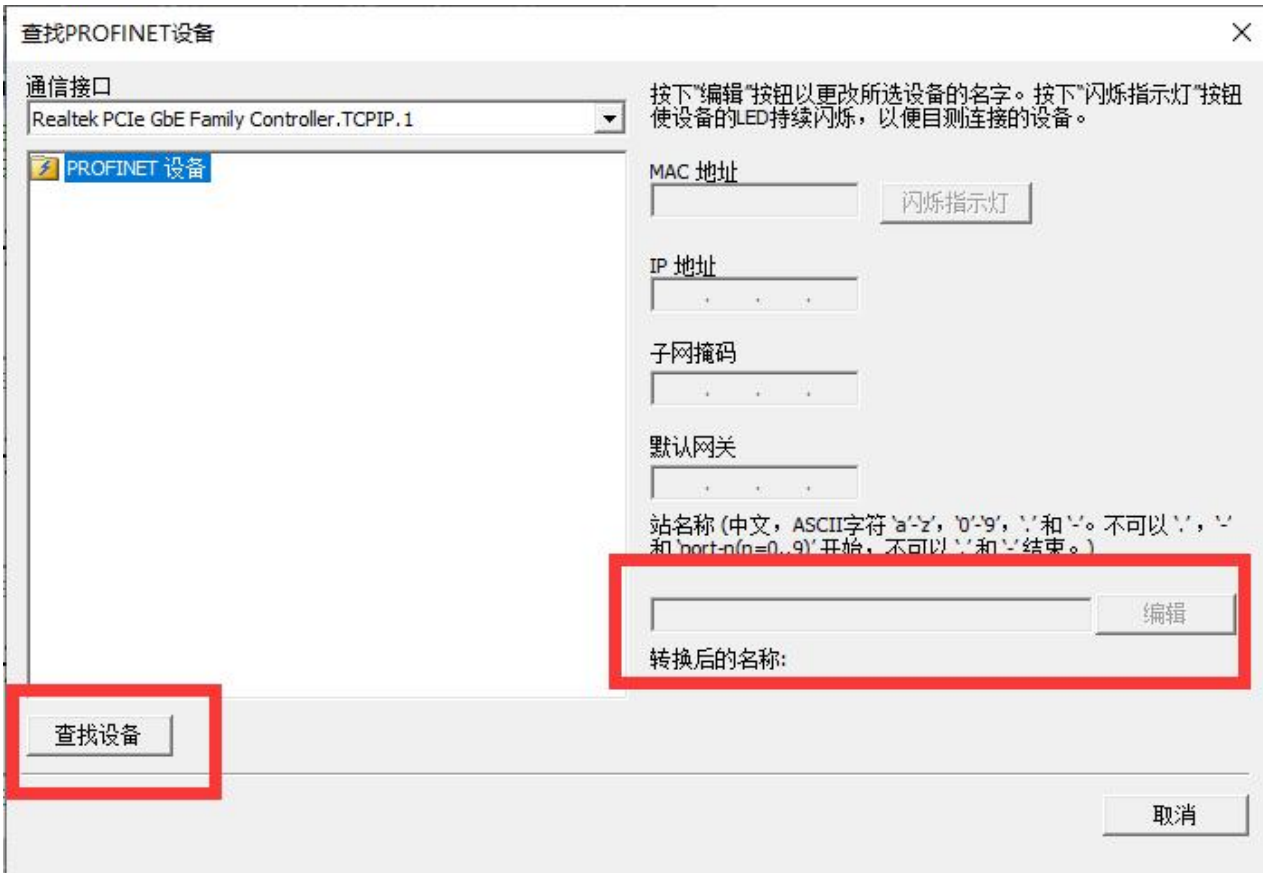 查找PROFINET设备
通信接口
Realtek PCIe GbE Family Controller.TCPIP.1
PROFINET 设备
按下"编辑"按钮以更改所选设备的名字。按下"闪烁指示灯"按钮
使设备的LED持续闪烁，以便目测连接的设备。
MAC 地址
闪烁指示灯
IP 地址
子网掩码
默认网关
站名称 (中文，ASCII字符 'a'-'z'，'0'-'9'，'.' 和 '-'。不可以 '.'，'-'
和 'port-n(n=0..9)' 开始，不可以 '.' 和 '-' 结束。)
编辑
转换后的名称:
查找设备
取消